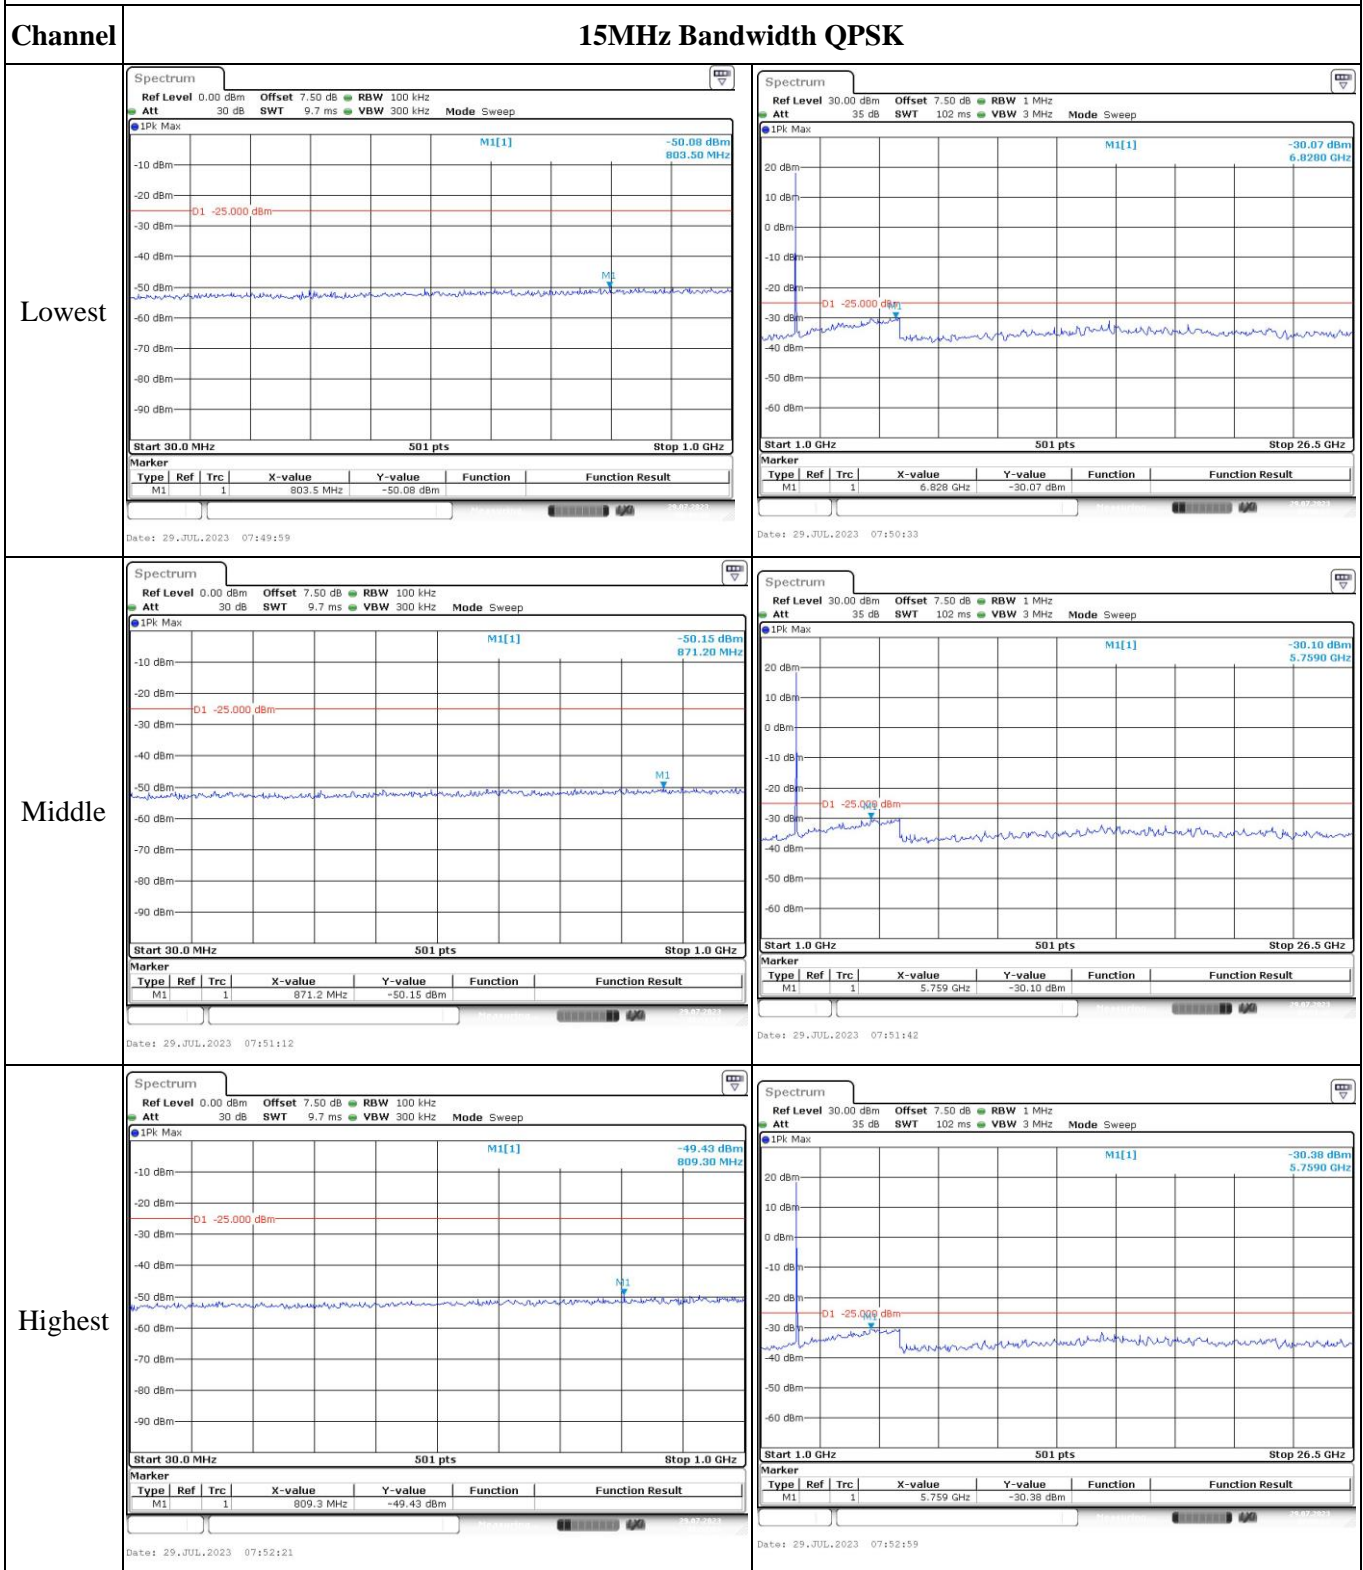 Channel 15MHz Bandwidth QPSK
Lowest
Spectrum
Ref Level 0.00 dBm Offset 7.50 dB RBW 100 kHz
Att 30 dB SWT 9.7 ms VBW 300 kHz Mode Sweep
1Pk Max
M1[1] -50.08 dBm
803.50 MHz
-10 dBm
-20 dBm
D1 -25.000 dBm
-30 dBm
-40 dBm
M1
-50 dBm
-60 dBm
-70 dBm
-80 dBm
-90 dBm
Start 30.0 MHz 501 pts Stop 1.0 GHz
Marker
Type Ref Trc X-value Y-value Function Function Result
M1 1 803.5 MHz -50.08 dBm
29.07.2023
Date: 29.JUL.2023 07:49:59
Spectrum
Ref Level 30.00 dBm Offset 7.50 dB RBW 1 MHz
Att 35 dB SWT 102 ms VBW 3 MHz Mode Sweep
1Pk Max
M1[1] -30.07 dBm
6.8280 GHz
20 dBm
10 dBm
0 dBm
-10 dBm
-20 dBm
D1 -25.000 dBm
M1
-30 dBm
-40 dBm
-50 dBm
-60 dBm
Start 1.0 GHz 501 pts Stop 26.5 GHz
Marker
Type Ref Trc X-value Y-value Function Function Result
M1 1 6.828 GHz -30.07 dBm
29.07.2023
Date: 29.JUL.2023 07:50:33
Middle
Spectrum
Ref Level 0.00 dBm Offset 7.50 dB RBW 100 kHz
Att 30 dB SWT 9.7 ms VBW 300 kHz Mode Sweep
1Pk Max
M1[1] -50.15 dBm
871.20 MHz
-10 dBm
-20 dBm
D1 -25.000 dBm
-30 dBm
-40 dBm
M1
-50 dBm
-60 dBm
-70 dBm
-80 dBm
-90 dBm
Start 30.0 MHz 501 pts Stop 1.0 GHz
Marker
Type Ref Trc X-value Y-value Function Function Result
M1 1 871.2 MHz -50.15 dBm
29.07.2023
Date: 29.JUL.2023 07:51:12
Spectrum
Ref Level 30.00 dBm Offset 7.50 dB RBW 1 MHz
Att 35 dB SWT 102 ms VBW 3 MHz Mode Sweep
1Pk Max
M1[1] -30.10 dBm
5.7590 GHz
20 dBm
10 dBm
0 dBm
-10 dBm
-20 dBm
D1 -25.000 dBm
M1
-30 dBm
-40 dBm
-50 dBm
-60 dBm
Start 1.0 GHz 501 pts Stop 26.5 GHz
Marker
Type Ref Trc X-value Y-value Function Function Result
M1 1 5.759 GHz -30.10 dBm
29.07.2023
Date: 29.JUL.2023 07:51:42
Highest
Spectrum
Ref Level 0.00 dBm Offset 7.50 dB RBW 100 kHz
Att 30 dB SWT 9.7 ms VBW 300 kHz Mode Sweep
1Pk Max
M1[1] -49.43 dBm
809.30 MHz
-10 dBm
-20 dBm
D1 -25.000 dBm
-30 dBm
-40 dBm
M1
-50 dBm
-60 dBm
-70 dBm
-80 dBm
-90 dBm
Start 30.0 MHz 501 pts Stop 1.0 GHz
Marker
Type Ref Trc X-value Y-value Function Function Result
M1 1 809.3 MHz -49.43 dBm
29.07.2023
Date: 29.JUL.2023 07:52:21
Spectrum
Ref Level 30.00 dBm Offset 7.50 dB RBW 1 MHz
Att 35 dB SWT 102 ms VBW 3 MHz Mode Sweep
1Pk Max
M1[1] -30.38 dBm
5.7590 GHz
20 dBm
10 dBm
0 dBm
-10 dBm
-20 dBm
D1 -25.000 dBm
M1
-30 dBm
-40 dBm
-50 dBm
-60 dBm
Start 1.0 GHz 501 pts Stop 26.5 GHz
Marker
Type Ref Trc X-value Y-value Function Function Result
M1 1 5.759 GHz -30.38 dBm
29.07.2023
Date: 29.JUL.2023 07:52:59